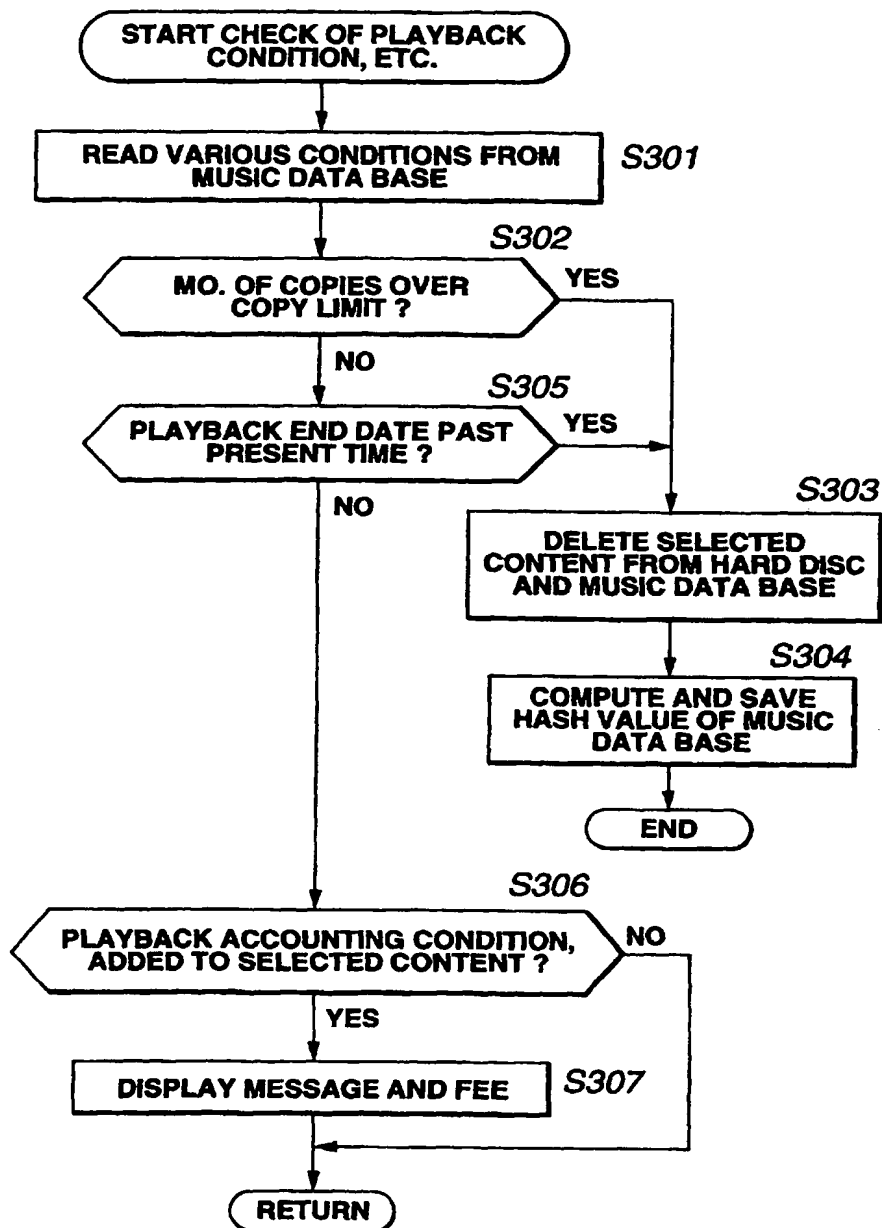 START CHECK OF PLAYBACK
CONDITION, ETC.
READ VARIOUS CONDITIONS FROM
MUSIC DATA BASE
S301
S302
MO. OF COPIES OVER
COPY LIMIT ?
YES
NO
S305
PLAYBACK END DATE PAST
PRESENT TIME ?
YES
NO
S303
DELETE SELECTED
CONTENT FROM HARD DISC
AND MUSIC DATA BASE
S304
COMPUTE AND SAVE
HASH VALUE OF MUSIC
DATA BASE
END
S306
PLAYBACK ACCOUNTING CONDITION,
ADDED TO SELECTED CONTENT ?
NO
YES
DISPLAY MESSAGE AND FEE
S307
RETURN